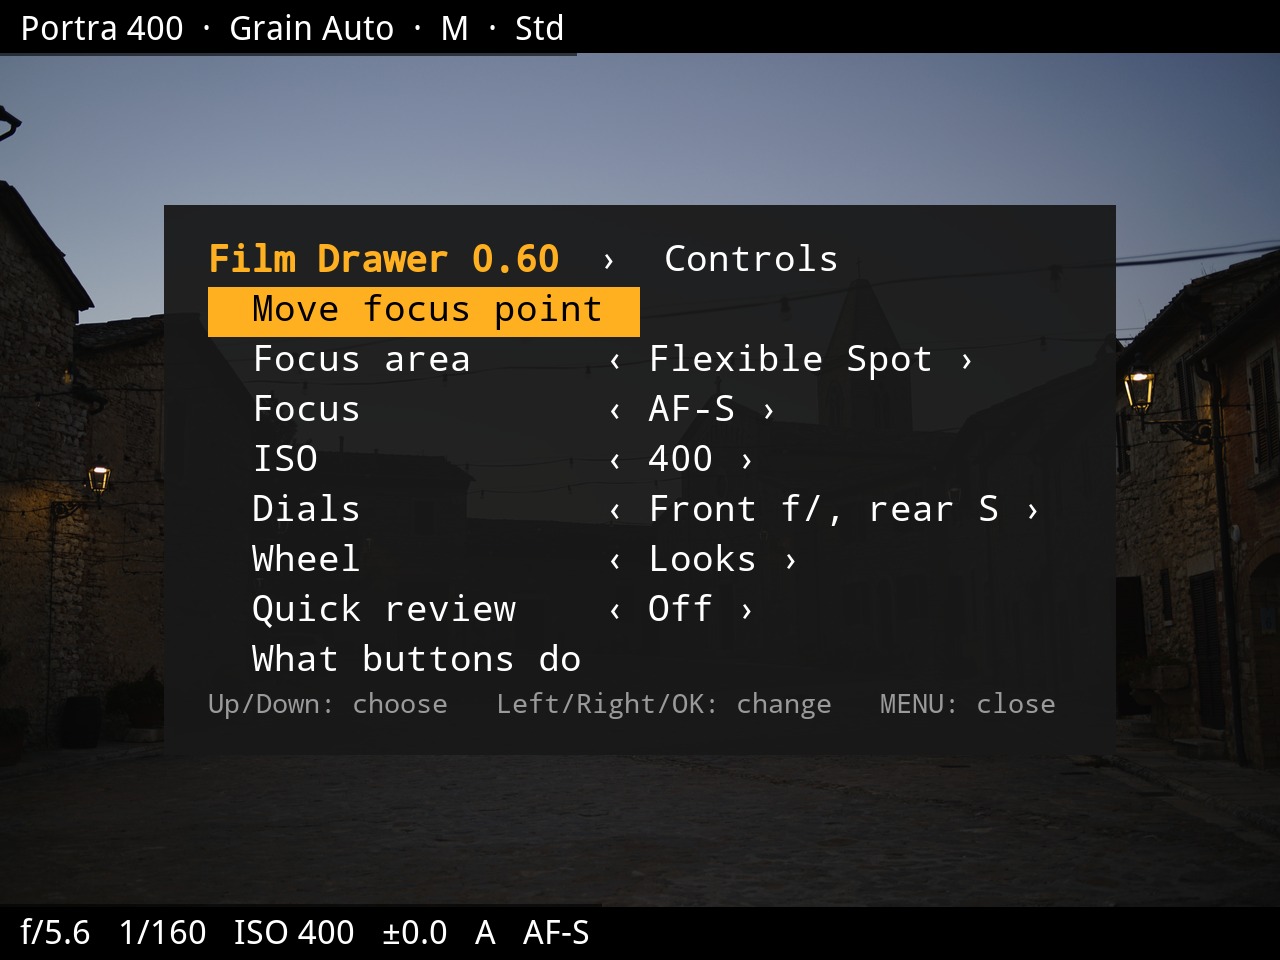 Portra 400 · Grain Auto · M · Std
Film Drawer 0.60 › Controls
Move focus point
Focus area ‹ Flexible Spot ›
Focus ‹ AF-S ›
ISO ‹ 400 ›
Dials ‹ Front f/, rear S ›
Wheel ‹ Looks ›
Quick review ‹ Off ›
What buttons do
Up/Down: choose Left/Right/OK: change MENU: close
f/5.6 1/160 ISO 400 ±0.0 A AF-S